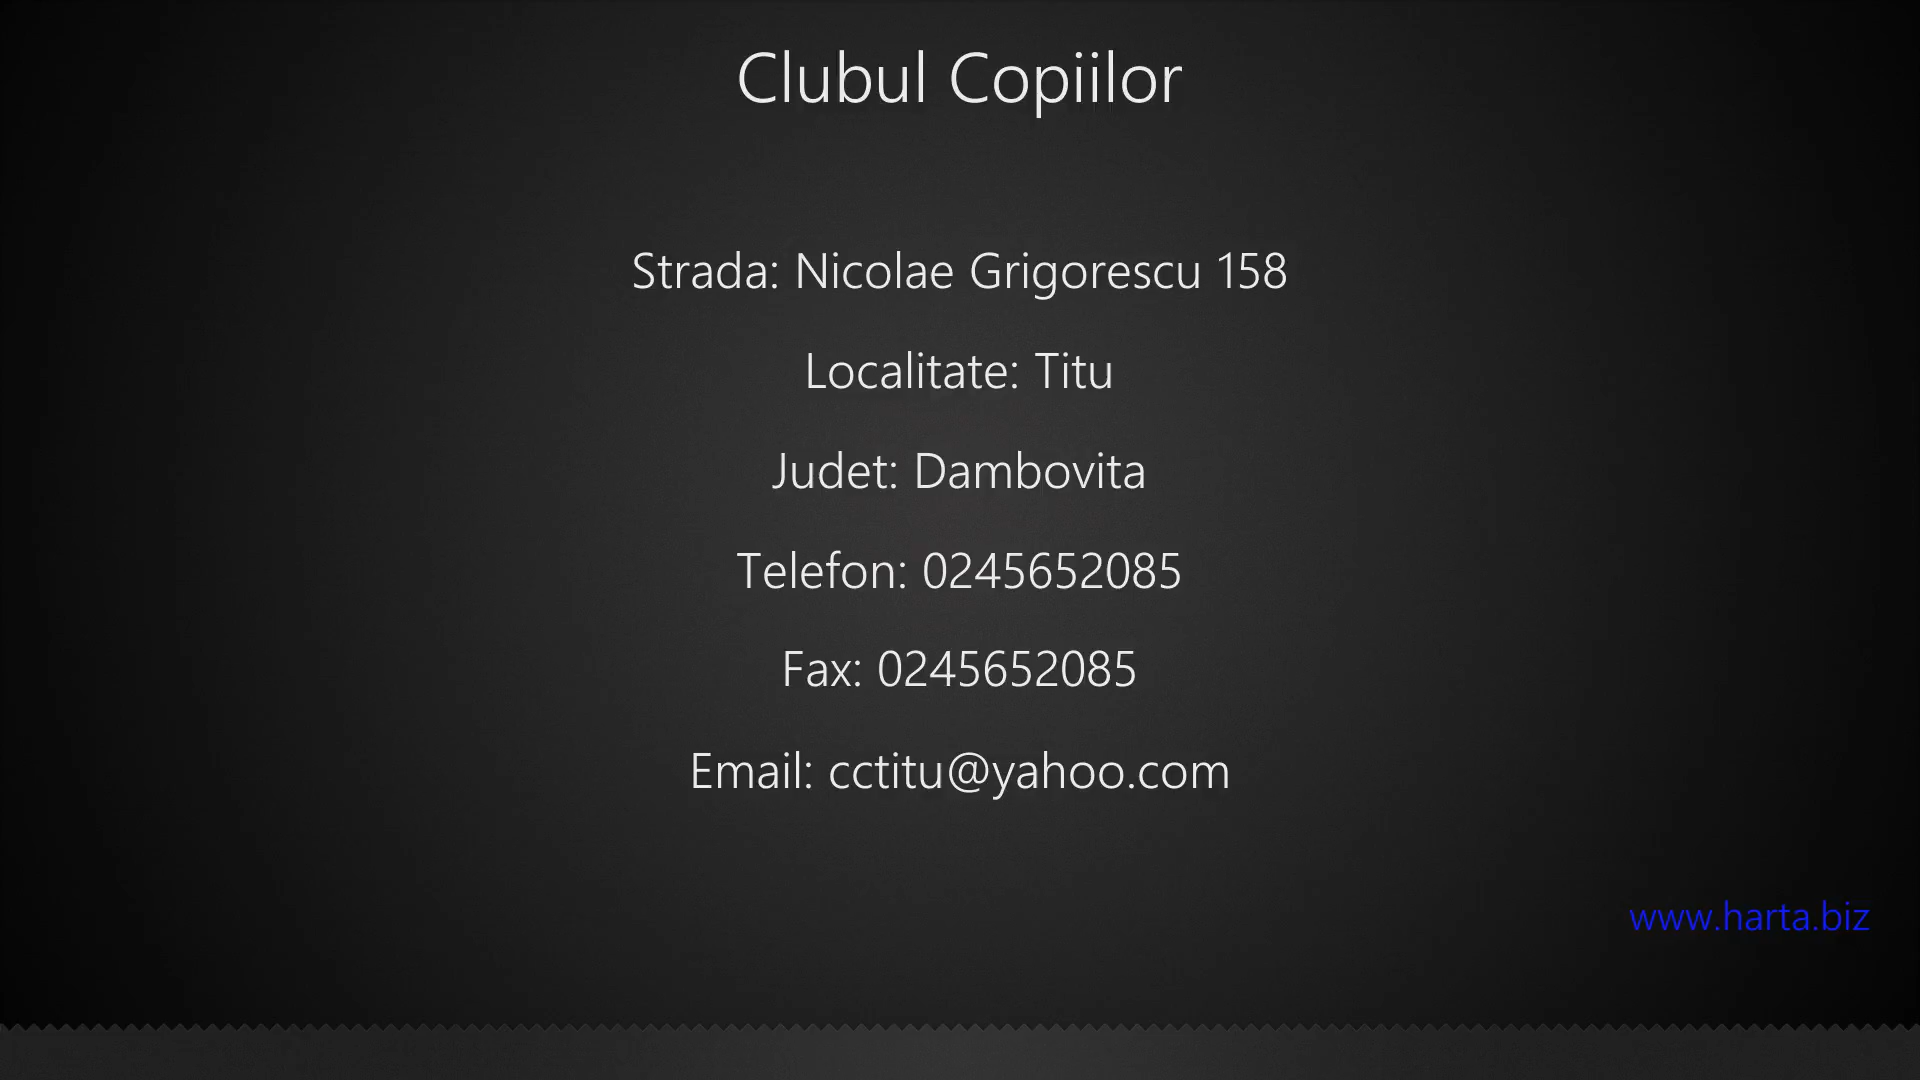 Clubul Copiilor
Strada: Nicolae Grigorescu 158
Localitate: Titu
Judet: Dambovita
Telefon: 0245652085
Fax: 0245652085
Email: cctitu@yahoo.com
www.harta.biz